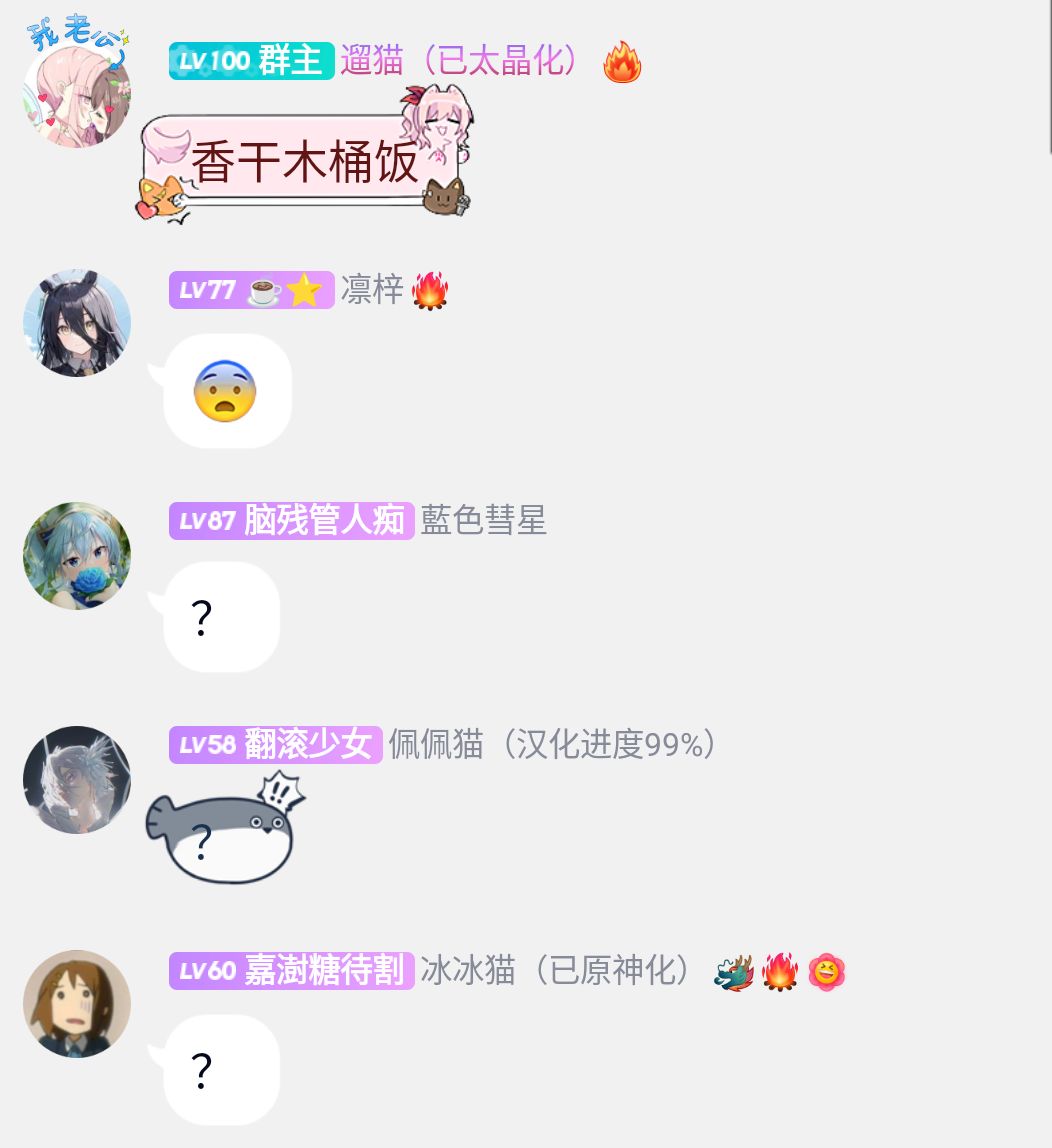 我老公
LV100 群主 遛猫（已太晶化）🔥
香干木桶饭
LV77 ☕⭐ 凛梓🔥
😨
LV87 脑残管人痴 藍色彗星
？
LV58 翻滚少女 佩佩猫（汉化进度99%）
!!
？
LV60 嘉澍糖待割 冰冰猫（已原神化）🐲🔥
？